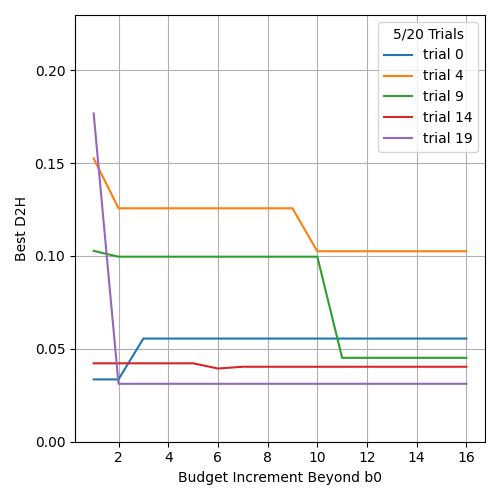 5/20 Trials
trial 0
trial 4
trial 9
trial 14
trial 19
Best D2H
0.20
0.15
0.10
0.05
0.00
2 4 6 8 10 12 14 16
Budget Increment Beyond b0